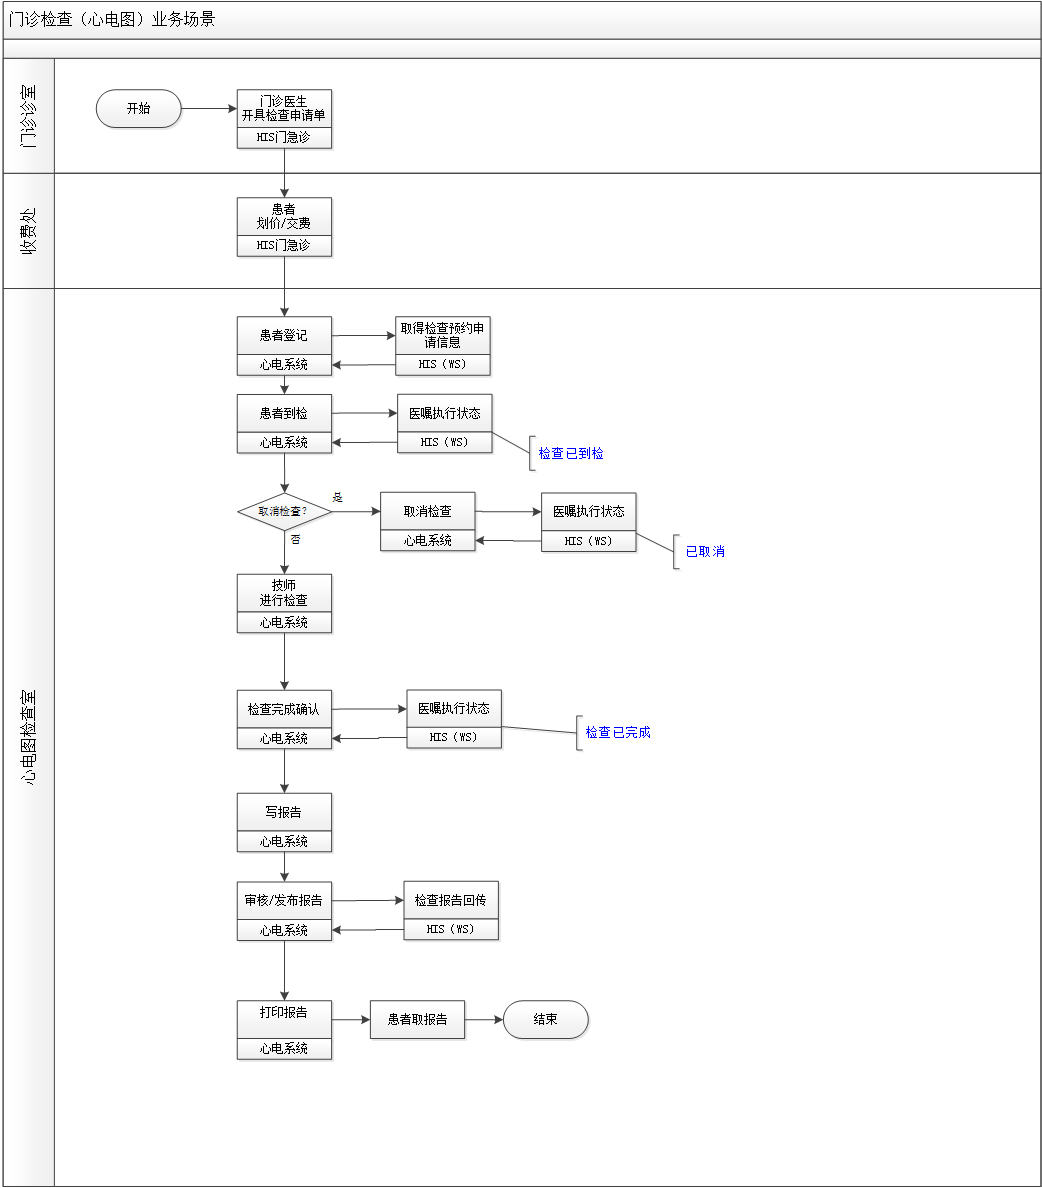 门诊检查（心电图）业务场景
门诊诊室
开始
门诊医生
开具检查申请单
HIS门急诊
收费处
患者
划价/交费
HIS门急诊
心电图检查室
患者登记
心电系统
取得检查预约申
请信息
HIS（WS）
患者到检
心电系统
医嘱执行状态
HIS（WS）
检查已到检
取消检查？
是
否
取消检查
心电系统
医嘱执行状态
HIS（WS）
已取消
技师
进行检查
心电系统
检查完成确认
心电系统
医嘱执行状态
HIS（WS）
检查已完成
写报告
心电系统
审核/发布报告
心电系统
检查报告回传
HIS（WS）
打印报告
心电系统
患者取报告
结束